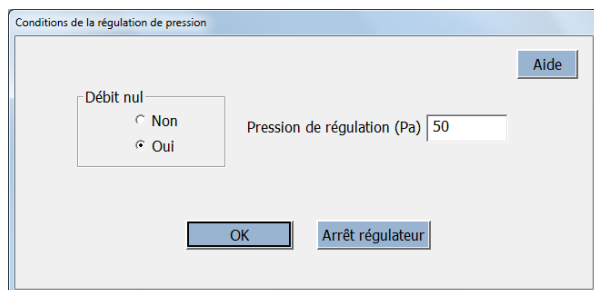 Conditions de la régulation de pression
Aide
Débit nul
Non
Oui
Pression de régulation (Pa) 50
OK Arrêt régulateur